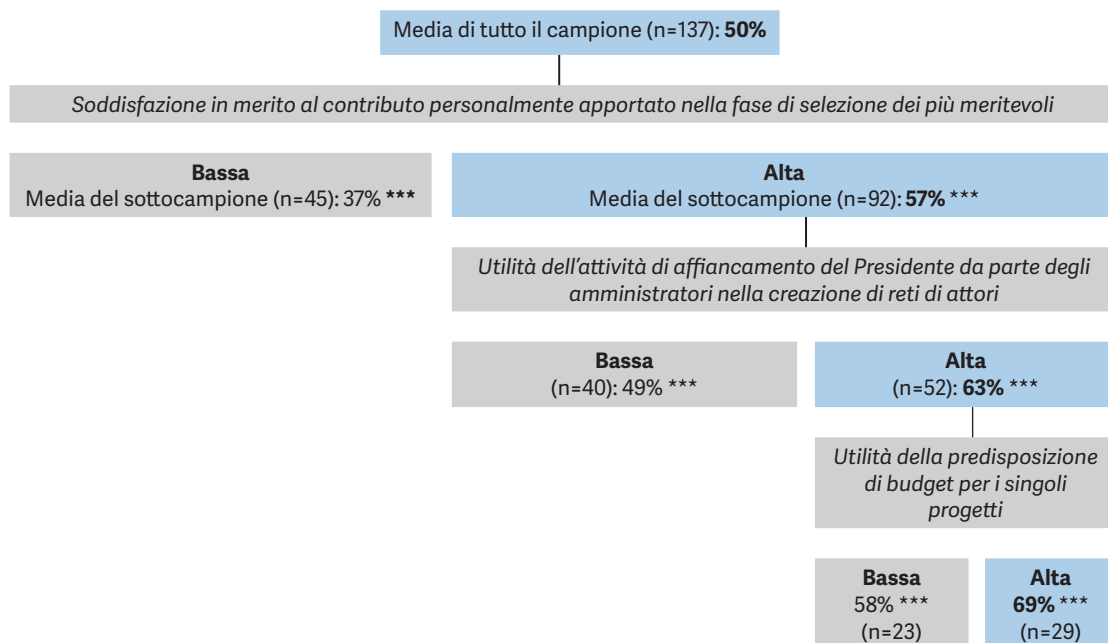 Media di tutto il campione (n=137): 50%
Soddisfazione in merito al contributo personalmente apportato nella fase di selezione dei più meritevoli
Bassa
Media del sottocampione (n=45): 37% ***
Alta
Media del sottocampione (n=92): 57% ***
Utilità dell’attività di affiancamento del Presidente da parte degli
amministratori nella creazione di reti di attori
Bassa
(n=40): 49% ***
Alta
(n=52): 63% ***
Utilità della predisposizione
di budget per i singoli
progetti
Bassa
58% ***
(n=23)
Alta
69% ***
(n=29)